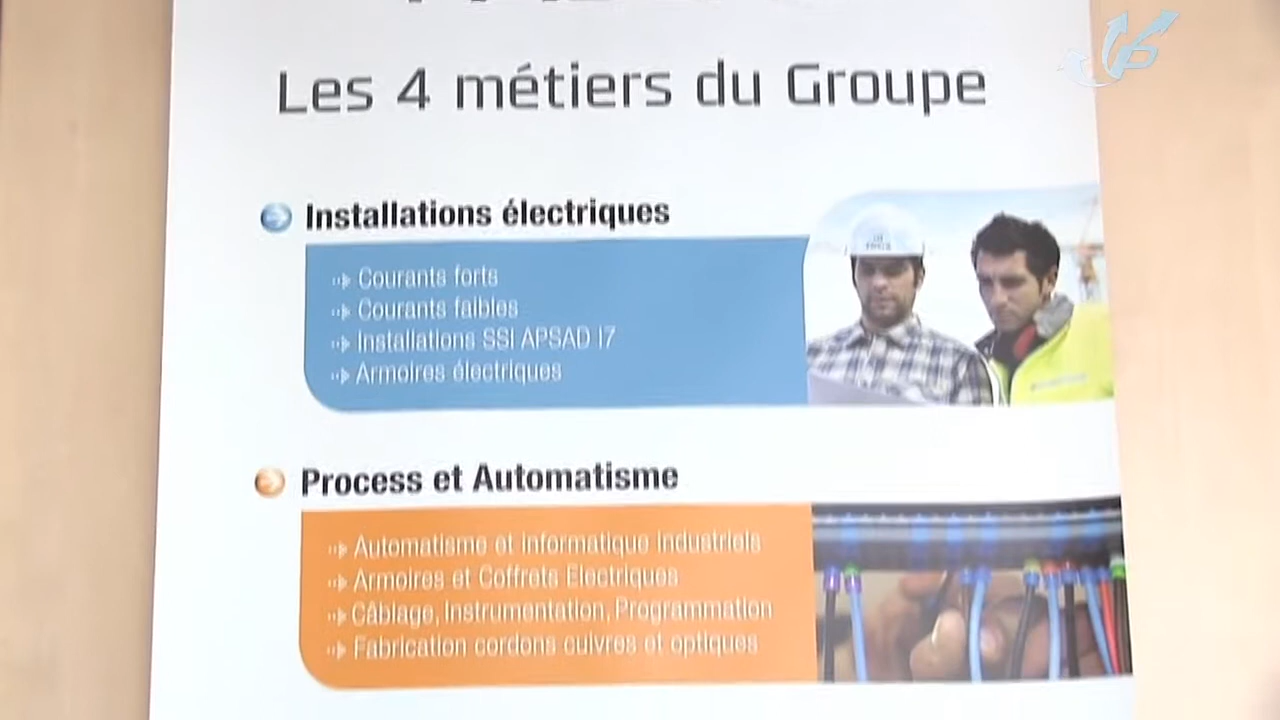 Les 4 métiers du Groupe
Installations électriques
Courants forts
Courants faibles
Installations SSI APSAD I7
Armoires électriques
Process et Automatisme
Automatisme et informatique industriels
Armoires et Coffrets Electriques
Câblage, Instrumentation, Programmation
Fabrication cordons cuivres et optiques